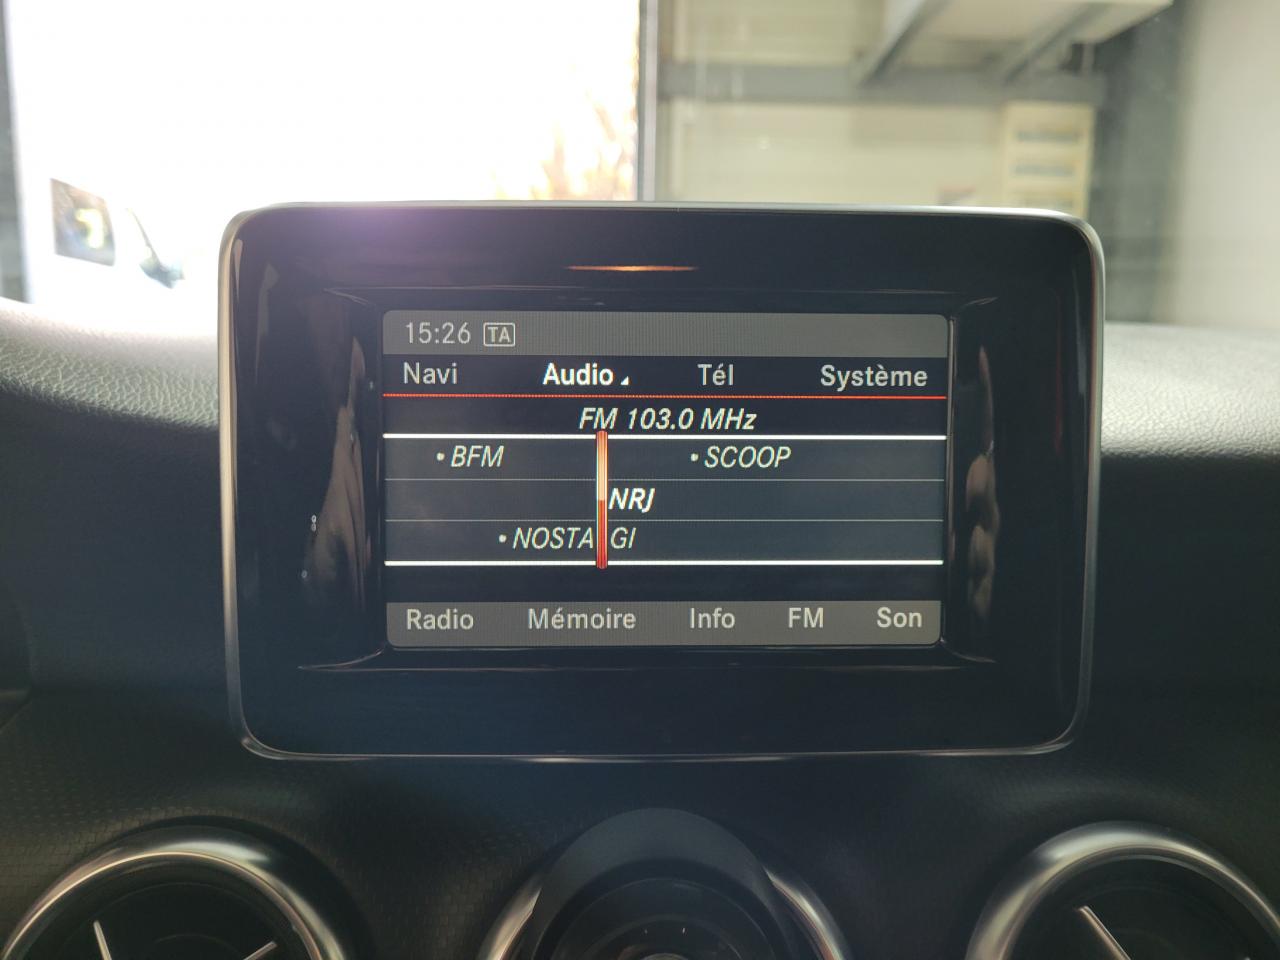 15:26 TA
Navi Audio Tél Système
FM 103.0 MHz
• BFM • SCOOP
NRJ
• NOSTA GI
Radio Mémoire Info FM Son